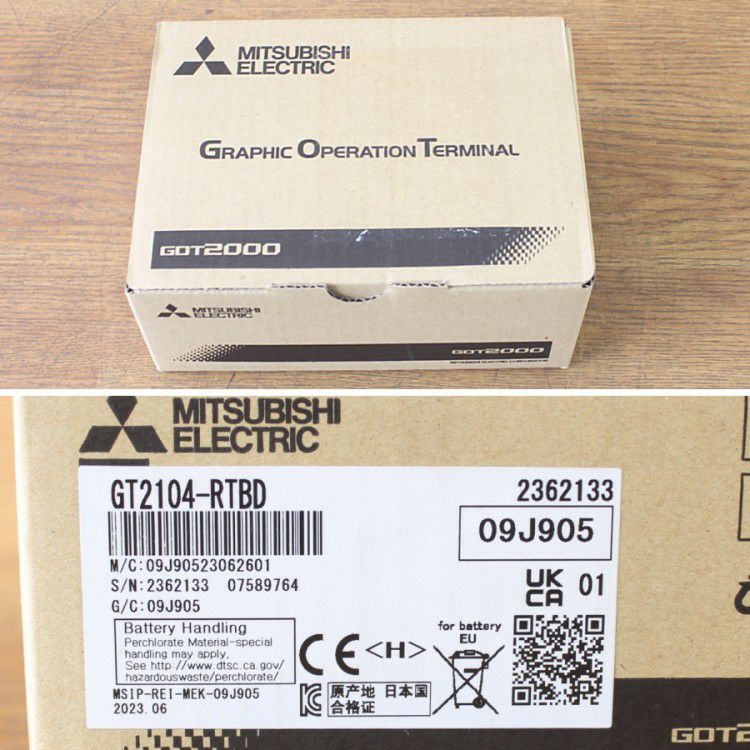 MITSUBISHI
ELECTRIC
GRAPHIC OPERATION TERMINAL
GOT2000
MITSUBISHI
ELECTRIC
GOT2000
MITSUBISHI
ELECTRIC
GT2104-RTBD 2362133
09J905
M/C:09J90523062601
S/N:2362133 07589764
G/C:09J905
UK
CA 01
Battery Handling
Perchlorate Material-special
handling may apply.
See http://www.dtsc.ca.gov/
hazardouswaste/perchlorate/
CE <H>
for battery
EU
原产地 日本国
合格证
MSIP-REI-MEK-09J905
2023.06
GOT2000